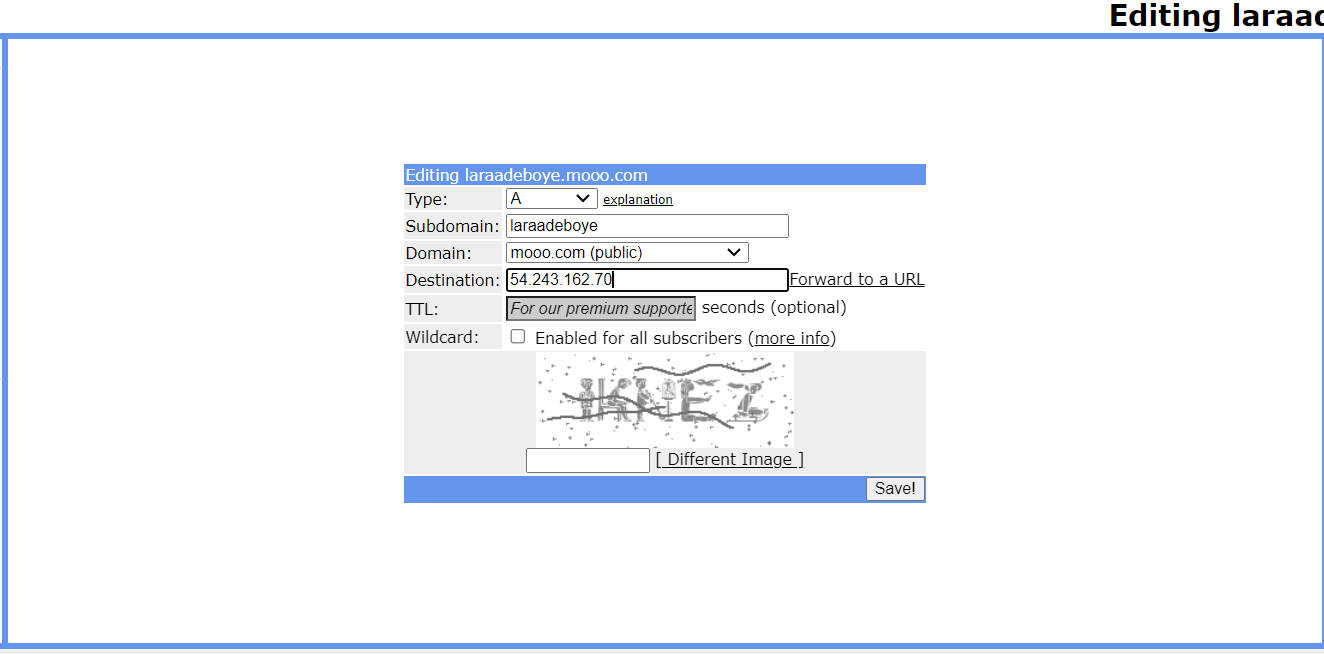 Editing laraad
Editing laraadeboye.mooo.com
Type: A explanation
Subdomain: laraadeboye
Domain: mooo.com (public)
Destination: 54.243.162.70 Forward to a URL
TTL: For our premium supporte seconds (optional)
Wildcard: Enabled for all subscribers (more info)
[ Different Image ]
Save!